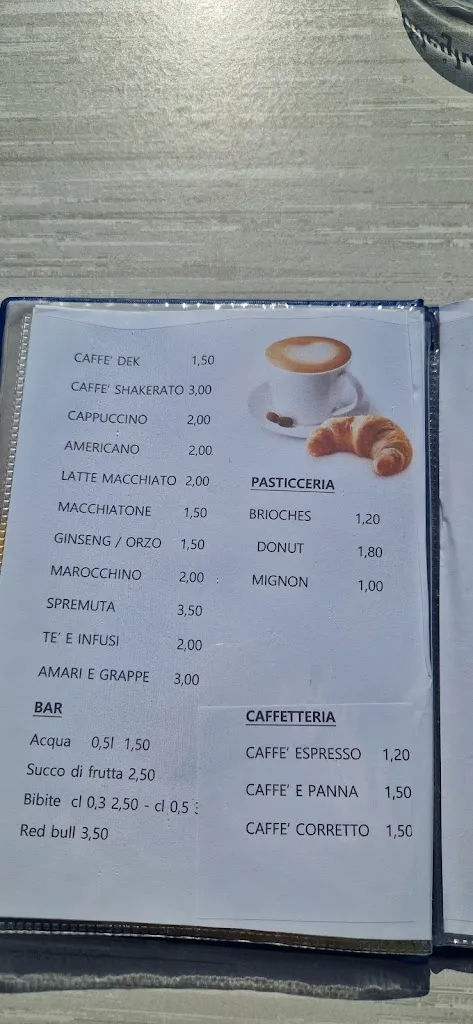 CAFFE' DEK 1,50
CAFFE' SHAKERATO 3,00
CAPPUCCINO 2,00
AMERICANO 2,00
LATTE MACCHIATO 2,00
MACCHIATONE 1,50
GINSENG / ORZO 1,50
MAROCCHINO 2,00
SPREMUTA 3,50
TE' E INFUSI 2,00
AMARI E GRAPPE 3,00
BAR
Acqua 0,5l 1,50
Succo di frutta 2,50
Bibite cl 0,3 2,50 - cl 0,5
Red bull 3,50
PASTICCERIA
BRIOCHES 1,20
DONUT 1,80
MIGNON 1,00
CAFFETTERIA
CAFFE' ESPRESSO 1,20
CAFFE' E PANNA 1,50
CAFFE' CORRETTO 1,50